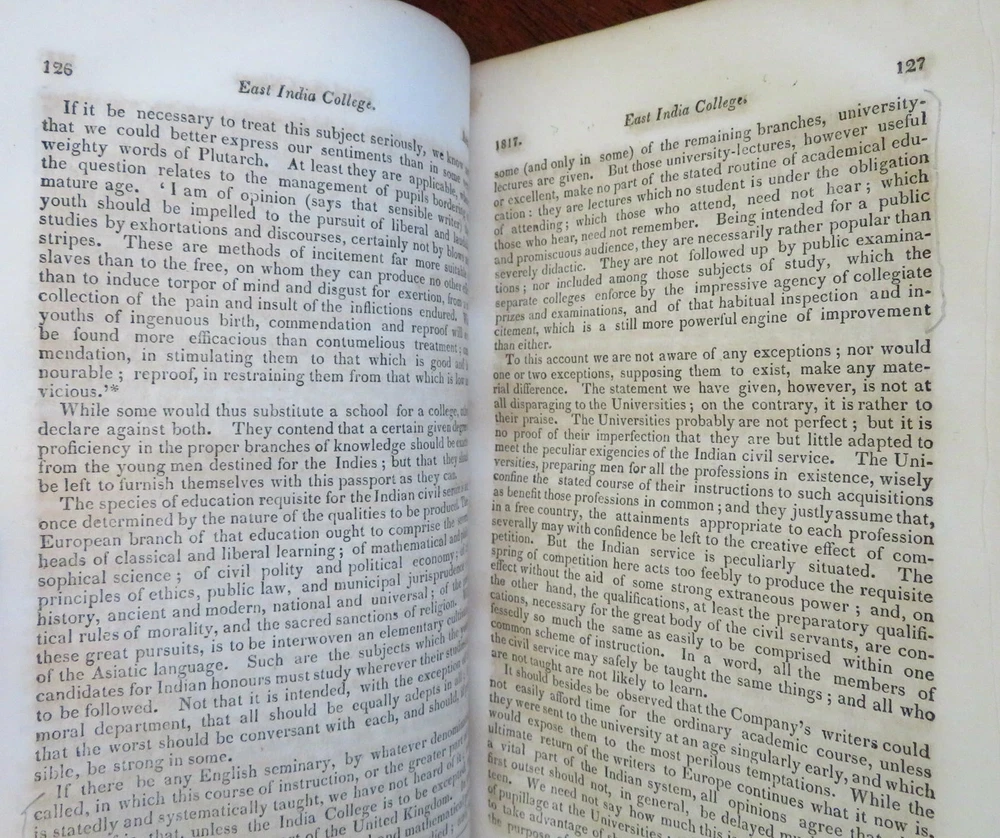 126
East India College.
If it be necessary to treat this subject seriously, we know
that we could better express our sentiments than in some
weighty words of Plutarch. At least they are applicable,
the question relates to the management of pupils bordering
mature age. ‘I am of opinion (says that sensible writer)
youth should be impelled to the pursuit of liberal and
studies by exhortations and discourses, certainly not by blows
stripes. These are methods of incitement far more suitable
slaves than to the free, on whom they can produce no other
than to induce torpor of mind and disgust for exertion, from
collection of the pain and insult of the inflictions endured.
youths of ingenuous birth, commendation and reproof will
be found more efficacious than contumelious treatment;
mendation, in stimulating them to that which is good
nourable; reproof, in restraining them from that which is
vicious.’*
While some would thus substitute a school for a college,
declare against both. They contend that a certain given degree
proficiency in the proper branches of knowledge should be
from the young men destined for the Indies; but that they
be left to furnish themselves with this passport as they can.
The species of education requisite for the Indian civil
once determined by the nature of the qualities to be produced.
European branch of that education ought to comprise the
heads of classical and liberal learning; of mathematical and
sophical science; of civil polity and political economy;
principles of ethics, public law, and municipal jurisprudence
history, ancient and modern, national and universal; of the
tical rules of morality, and the sacred sanctions of religion.
these great pursuits, is to be interwoven an elementary
of the Asiatic language. Such are the subjects which the
candidates for Indian honours must study wherever their
to be followed. Not that it is intended, with the exception
moral department, that all should be equally adepts in
that the worst should be conversant with each, and should,
sible, be strong in some.
If there be any English seminary, by whatever
called, in which this course of instruction, or the greater
is statedly and systematically taught, we have not heard of
if in that, unless the India College is to be
part of the United Kingdom.
and mathematical
127
East India College.
1817.
some (and only in some) of the remaining branches, university-
lectures are given. But those university-lectures, however useful
or excellent, make no part of the stated routine of academical edu-
cation: they are lectures which no student is under the obligation
of attending; which those who attend, need not hear; which
those who hear, need not remember. Being intended for a public
and promiscuous audience, they are necessarily rather popular than
severely didactic. They are not followed up by public examina-
tions; nor included among those subjects of study, which the
separate colleges enforce by the impressive agency of collegiate
prizes and examinations, and of that habitual inspection and in-
citement, which is a still more powerful engine of improvement
than either.
To this account we are not aware of any exceptions; nor would
one or two exceptions, supposing them to exist, make any mate-
rial difference. The statement we have given, however, is not at
all disparaging to the Universities; on the contrary, it is rather to
their praise. The Universities probably are not perfect; but it is
no proof of their imperfection that they are but little adapted to
meet the peculiar exigencies of the Indian civil service. The Uni-
versities, preparing men for all the professions in existence, wisely
confine the stated course of their instructions to such acquisitions
as benefit those professions in common; and they justly assume that,
in a free country, the attainments appropriate to each profession
severally may with confidence be left to the creative effect of com-
petition. But the Indian service is peculiarly situated. The
spring of competition here acts too feebly to produce the requisite
effect without the aid of some strong extraneous power; and, on
the other hand, the qualifications, at least the preparatory qualifi-
cations, necessary for the great body of the civil servants, are con-
fessedly so much the same as easily to be comprised within one
common scheme of instruction. In a word, all the members of
the civil service may safely be taught the same things; and all who
are not taught are not likely to learn.
It should besides be observed that the Company's writers could
not easily afford time for the ordinary academic course, unless
they were sent to the university at an age singularly early, and which
would expose them to the most perilous temptations. While the
ultimate return of the writers to Europe continues what it now is,
a vital part of the Indian system, all opinions agree that the
first outset should not, in general, be delayed
teen. We need not say how much this
of pupillage at the Universities
to take advantage of
the purpose of